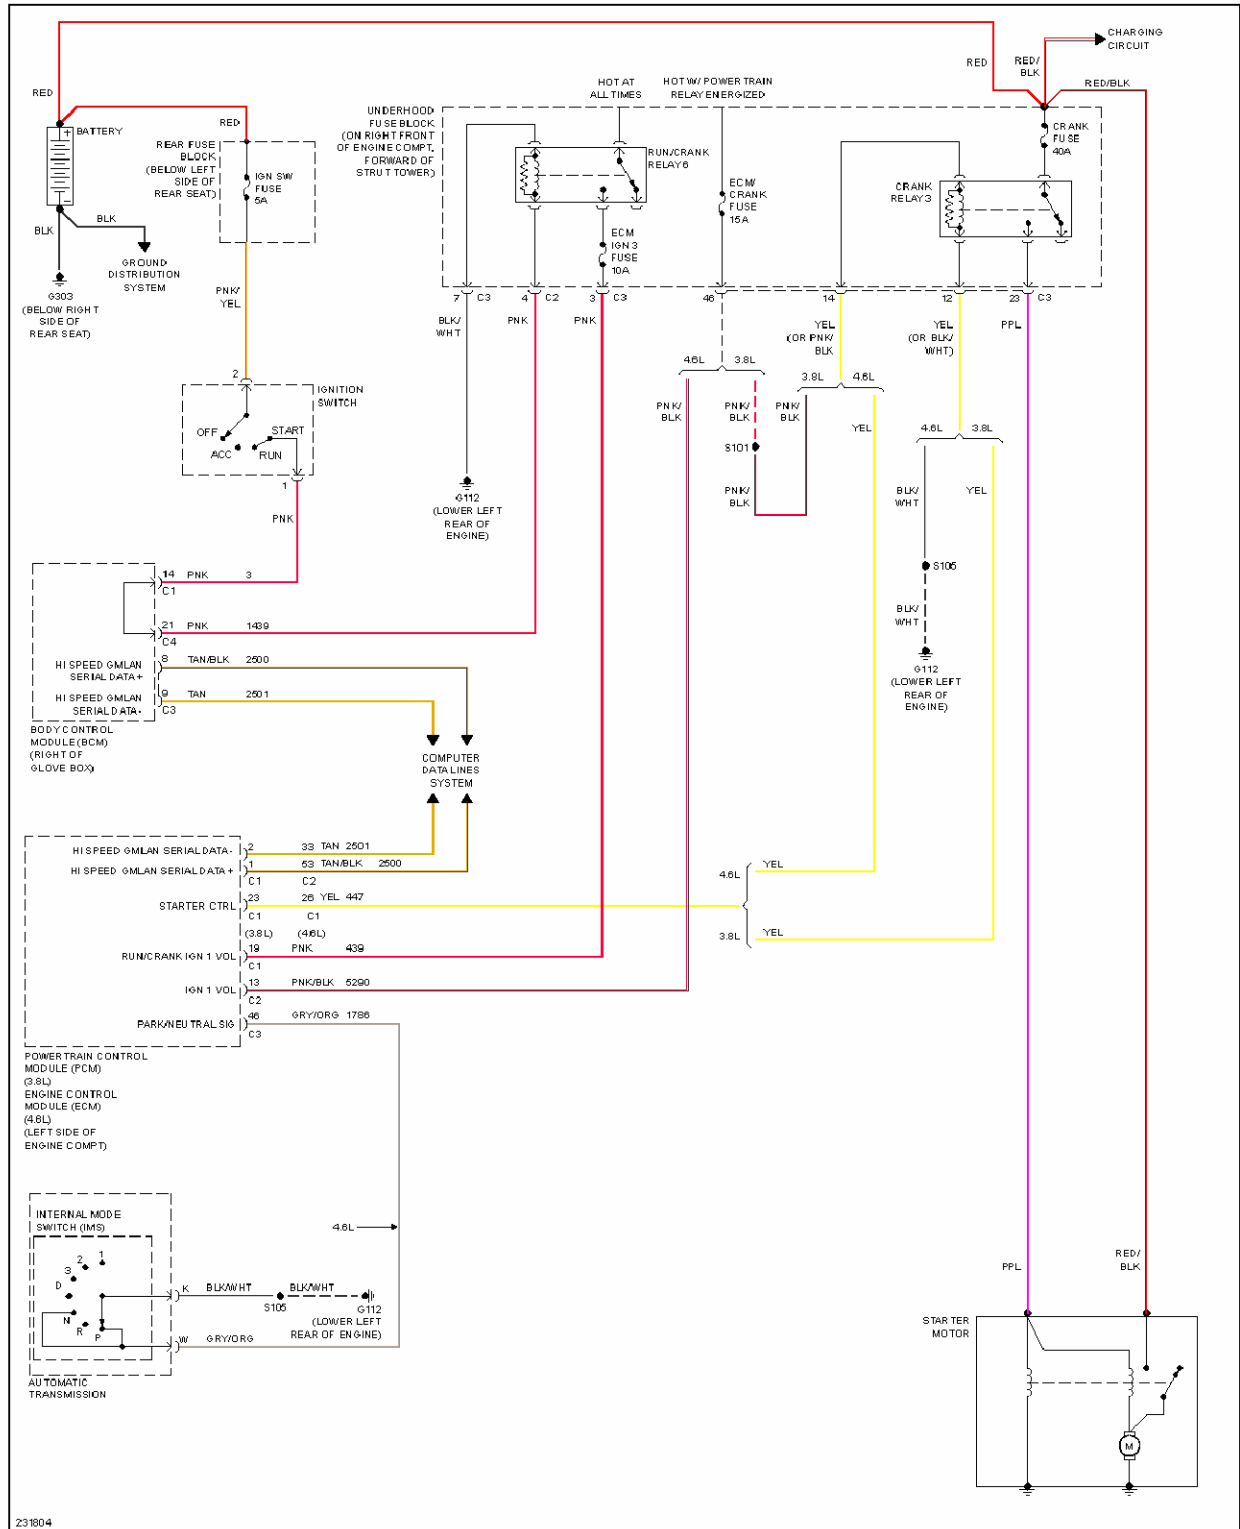 CHARGING
CIRCUIT
RED
RED/
BLK
RED/BLK
HOT AT
ALL TIMES
HOT W/ POWER TRAIN
RELAY ENERGIZED
RED
BATTERY
+
-
RED
UNDERHOOD
FUSE BLOCK
(ON RIGHT FRONT
OF ENGINE COMPT,
FORWARD OF
STRUT TOWER)
CRANK
FUSE
40A
REAR FUSE
BLOCK
(BELOW LEFT
SIDE OF
REAR SEAT)
IGN SW
FUSE
5A
RUN/CRANK
RELAY 6
ECM/
CRANK
FUSE
15A
CRANK
RELAY 3
BLK
BLK
GROUND
DISTRIBUTION
SYSTEM
ECM
IGN 3
FUSE
10A
G303
(BELOW RIGHT
SIDE OF
REAR SEAT)
PNK/
YEL
7
C3
4
C2
3
C3
46
14
12
23
C3
BLK/
WHT
PNK
PNK
YEL
(OR PNK/
BLK
YEL
(OR BLK/
WHT)
PPL
4.6L
3.8L
3.8L
4.6L
2
IGNITION
SWITCH
OFF
ACC
START
RUN
1
PNK
PNK/
BLK
PNK/
BLK
PNK/
BLK
YEL
4.6L
3.8L
S101
PNK/
BLK
BLK/
WHT
YEL
G112
(LOWER LEFT
REAR OF
ENGINE)
14
PNK
3
C1
21
PNK
1439
C4
S105
BLK/
WHT
HI SPEED GMLAN
SERIAL DATA+
8
TAN/BLK
2500
HI SPEED GMLAN
SERIAL DATA-
9
TAN
2501
C3
G112
(LOWER LEFT
REAR OF
ENGINE)
BODY CONTROL
MODULE (BCM)
(RIGHT OF
GLOVE BOX)
COMPUTER
DATA LINES
SYSTEM
HI SPEED GMLAN SERIAL DATA-
2
33
TAN
2501
HI SPEED GMLAN SERIAL DATA+
1
53
TAN/BLK
2500
C1
C2
STARTER CTRL
23
26
YEL
447
C1
C1
(3.8L)
(4.6L)
4.6L
YEL
3.8L
YEL
RUN/CRANK IGN 1 VOL
19
PNK
439
C1
IGN 1 VOL
13
PNK/BLK
5290
C2
PARK/NEUTRAL SIG
46
GRY/ORG
1786
C3
POWERTRAIN CONTROL
MODULE (PCM)
(3.8L)
ENGINE CONTROL
MODULE (ECM)
(4.6L)
(LEFT SIDE OF
ENGINE COMPT)
INTERNAL MODE
SWITCH (IMS)
4.6L
1
2
3
D
N
R
P
K
BLK/WHT
BLK/WHT
S105
G112
(LOWER LEFT
REAR OF ENGINE)
W
GRY/ORG
AUTOMATIC
TRANSMISSION
PPL
RED/
BLK
STARTER
MOTOR
M
231804